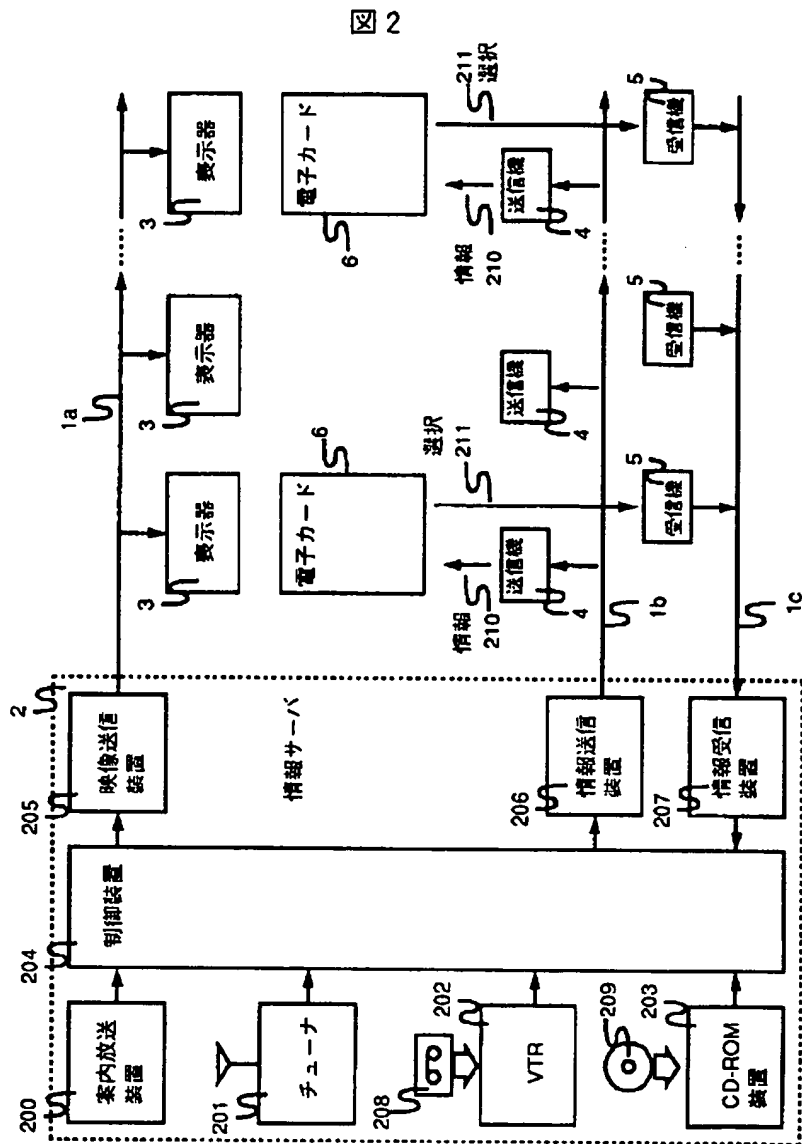 図 2
200
案内放送
装置
201
チューナ
208
202
VTR
209
203
CD-ROM
装置
204
制御装置
205
映像送信
装置
2
情報サーバ
206
情報送信
装置
207
情報受信
装置
1a
3
表示器
3
表示器
3
表示器
6
電子カード
6
電子カード
情報
210
選択
211
情報
210
211
選択
4
送信機
4
送信機
4
送信機
1b
5
受信機
5
受信機
5
受信機
1c